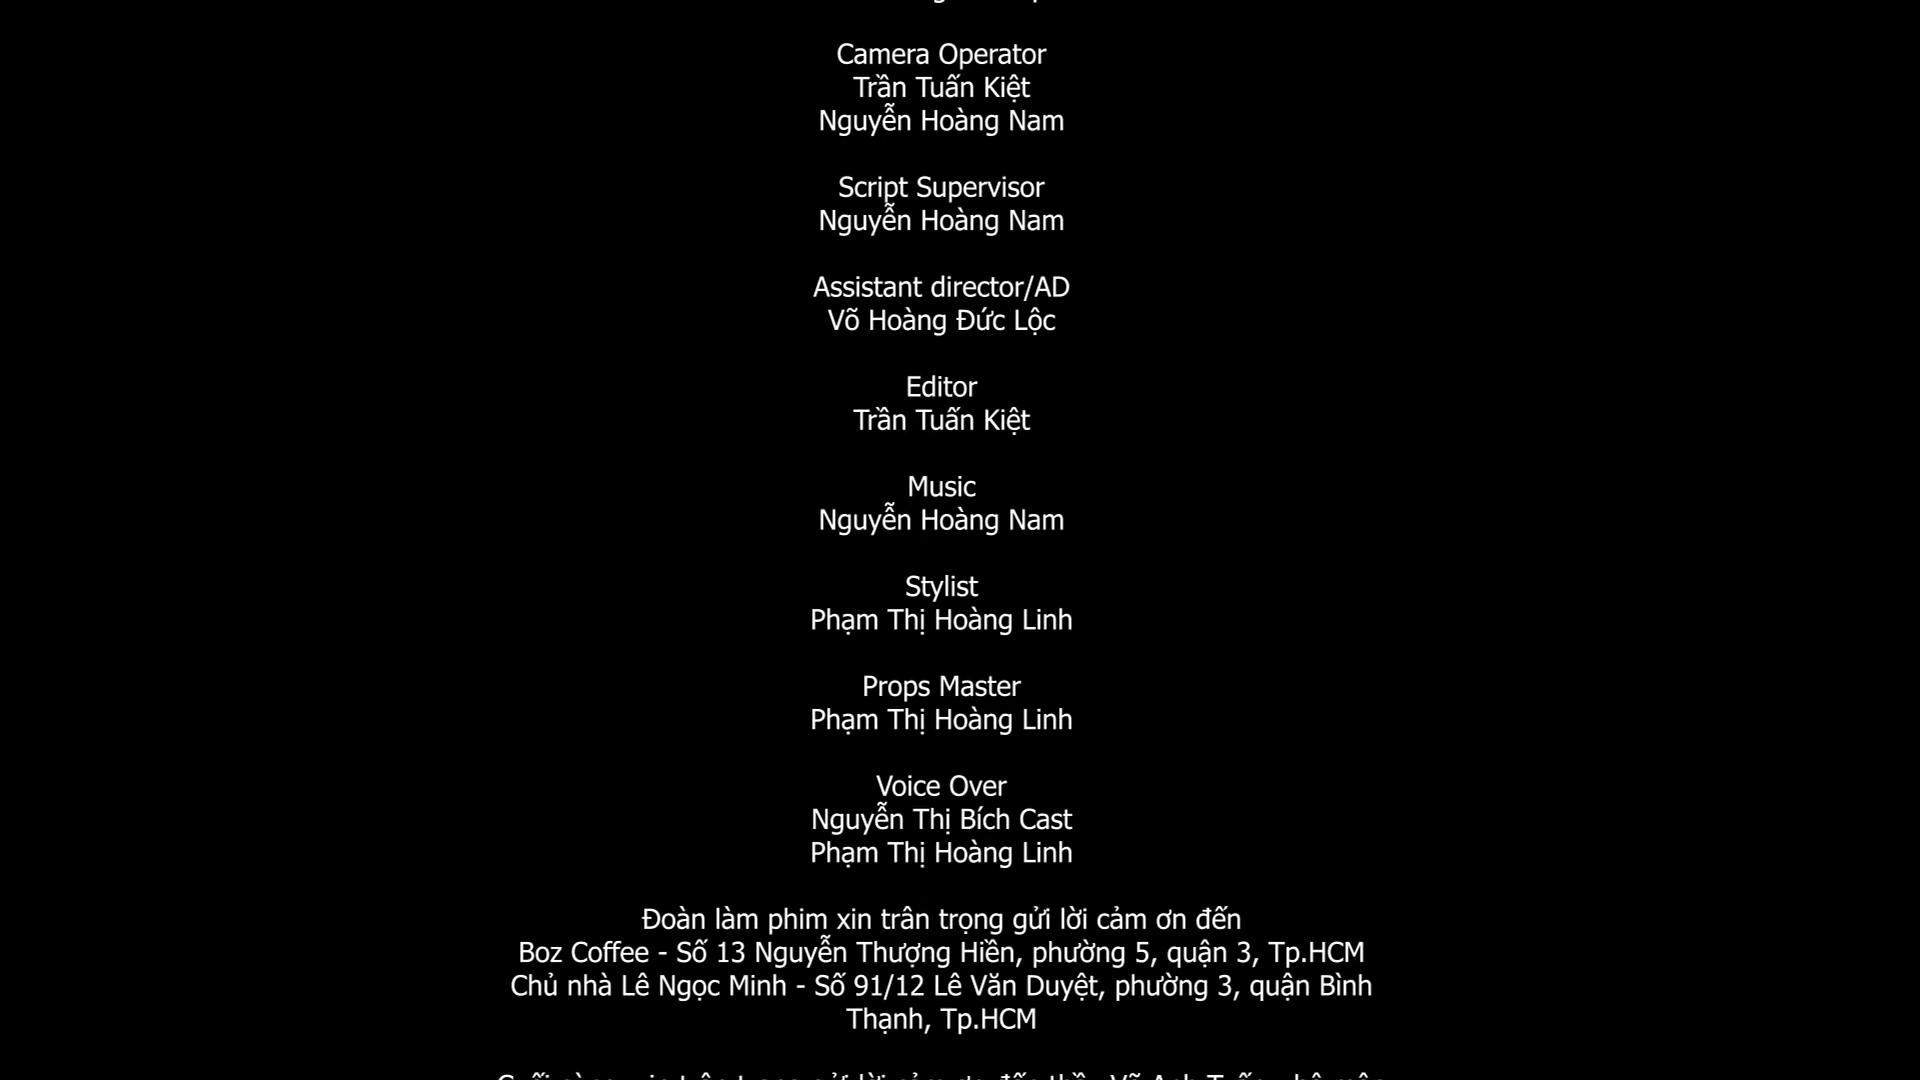 Camera Operator
Trần Tuấn Kiệt
Nguyễn Hoàng Nam
Script Supervisor
Nguyễn Hoàng Nam
Assistant director/AD
Võ Hoàng Đức Lộc
Editor
Trần Tuấn Kiệt
Music
Nguyễn Hoàng Nam
Stylist
Phạm Thị Hoàng Linh
Props Master
Phạm Thị Hoàng Linh
Voice Over
Nguyễn Thị Bích Cast
Phạm Thị Hoàng Linh
Đoàn làm phim xin trân trọng gửi lời cảm ơn đến
Boz Coffee - Số 13 Nguyễn Thượng Hiền, phường 5, quận 3, Tp.HCM
Chủ nhà Lê Ngọc Minh - Số 91/12 Lê Văn Duyệt, phường 3, quận Bình
Thạnh, Tp.HCM